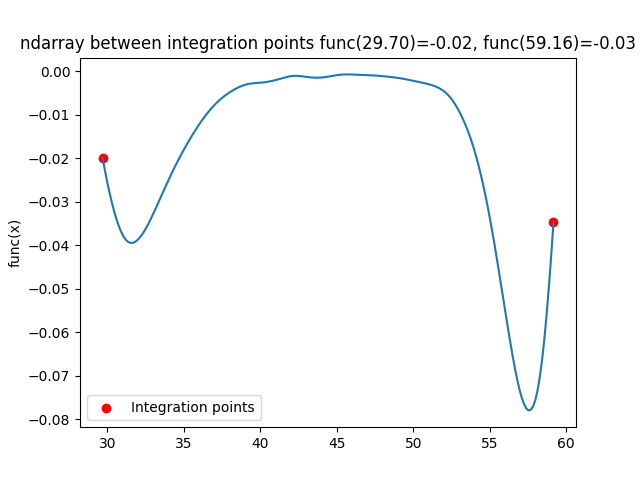 ndarray between integration points func(29.70)=-0.02, func(59.16)=-0.03
0.00
−0.01
−0.02
−0.03
−0.04
−0.05
−0.06
−0.07
−0.08
func(x)
Integration points
30 35 40 45 50 55 60